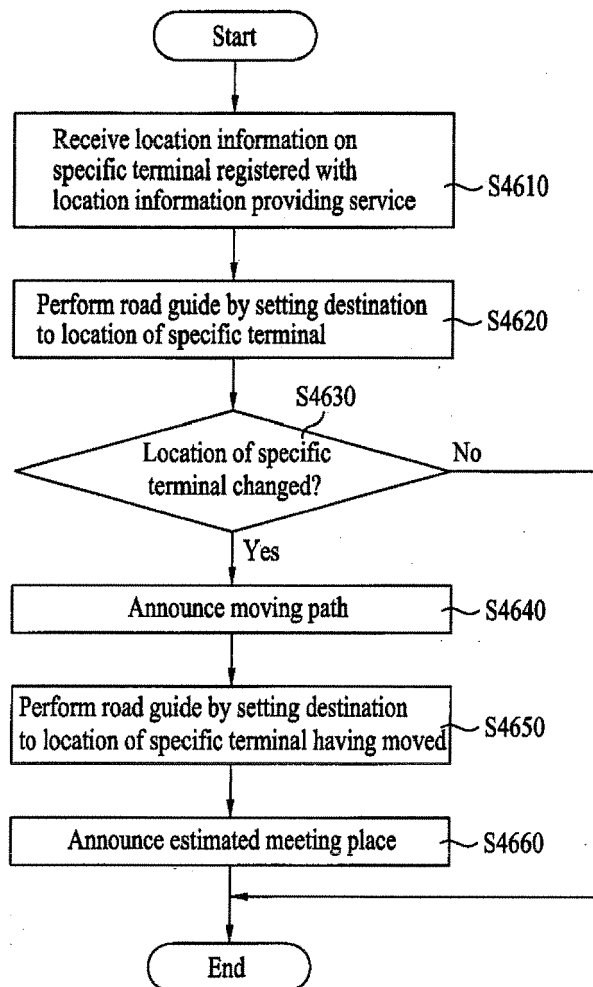 Start
Receive location information on
specific terminal registered with
location information providing service
S4610
Perform road guide by setting destination
to location of specific terminal
S4620
S4630
Location of specific
terminal changed?
No
Yes
Announce moving path
S4640
Perform road guide by setting destination
to location of specific terminal having moved
S4650
Announce estimated meeting place
S4660
End